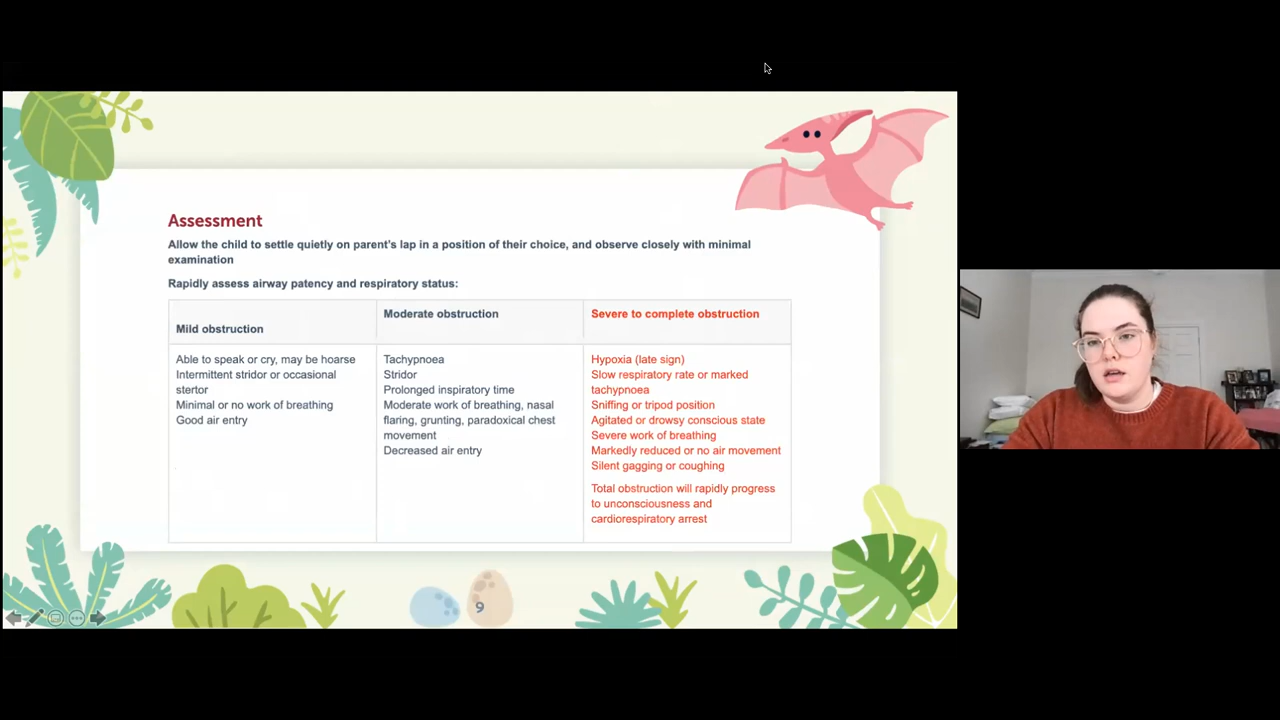 Assessment
Allow the child to settle quietly on parent's lap in a position of their choice, and observe closely with minimal
examination
Rapidly assess airway patency and respiratory status:
Mild obstruction
Able to speak or cry, may be hoarse
Intermittent stridor or occasional
stertor
Minimal or no work of breathing
Good air entry
Moderate obstruction
Tachypnoea
Stridor
Prolonged inspiratory time
Moderate work of breathing, nasal
flaring, grunting, paradoxical chest
movement
Decreased air entry
Severe to complete obstruction
Hypoxia (late sign)
Slow respiratory rate or marked
tachypnoea
Sniffing or tripod position
Agitated or drowsy conscious state
Severe work of breathing
Markedly reduced or no air movement
Silent gagging or coughing
Total obstruction will rapidly progress
to unconsciousness and
cardiorespiratory arrest
9